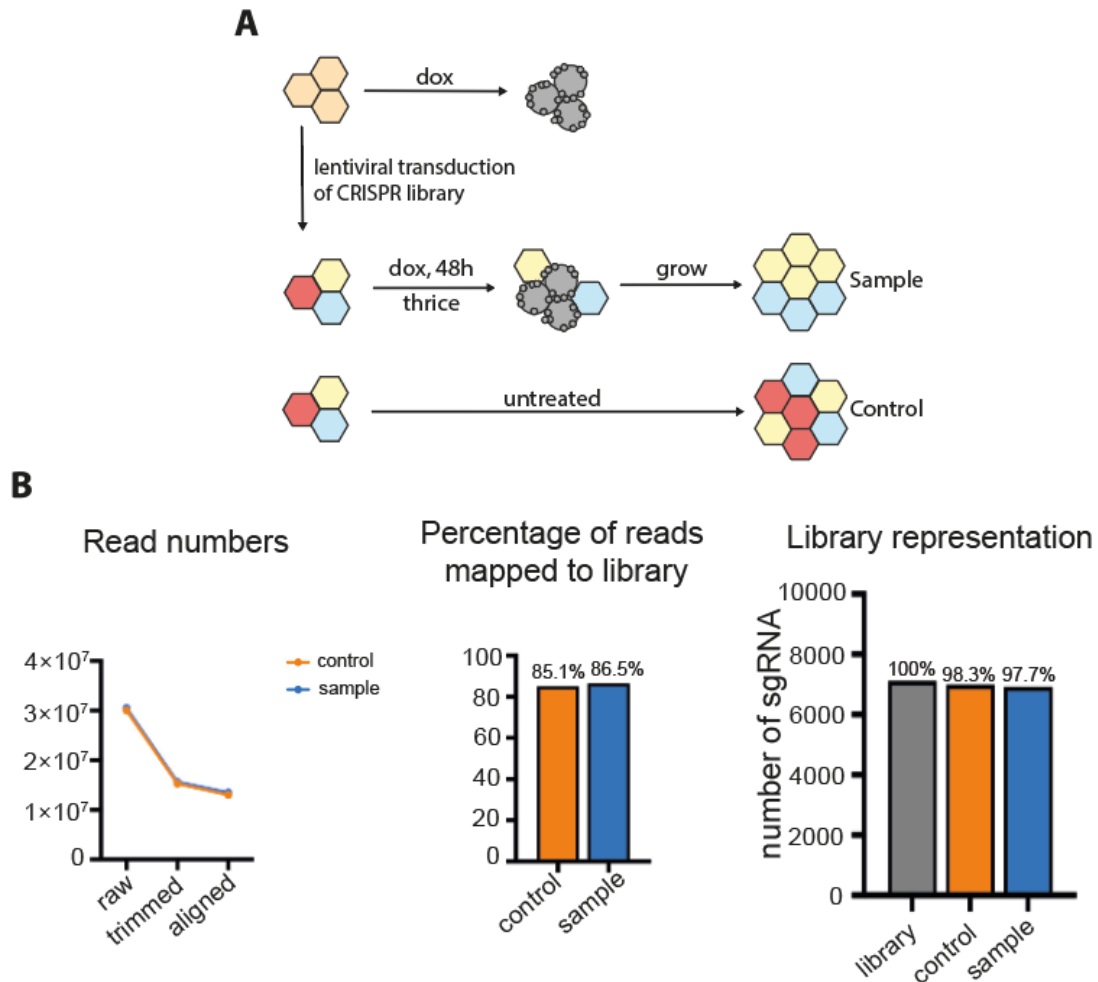 A
dox
lentiviral transduction
of CRISPR library
dox, 48h
thrice
grow
Sample
untreated
Control
B
Read numbers
4×10⁷
3×10⁷
2×10⁷
1×10⁷
0
raw
trimmed
aligned
control
sample
Percentage of reads
mapped to library
100
80
60
40
20
0
85.1%
86.5%
control
sample
Library representation
number of sgRNA
10000
8000
6000
4000
2000
0
100%
98.3%
97.7%
library
control
sample